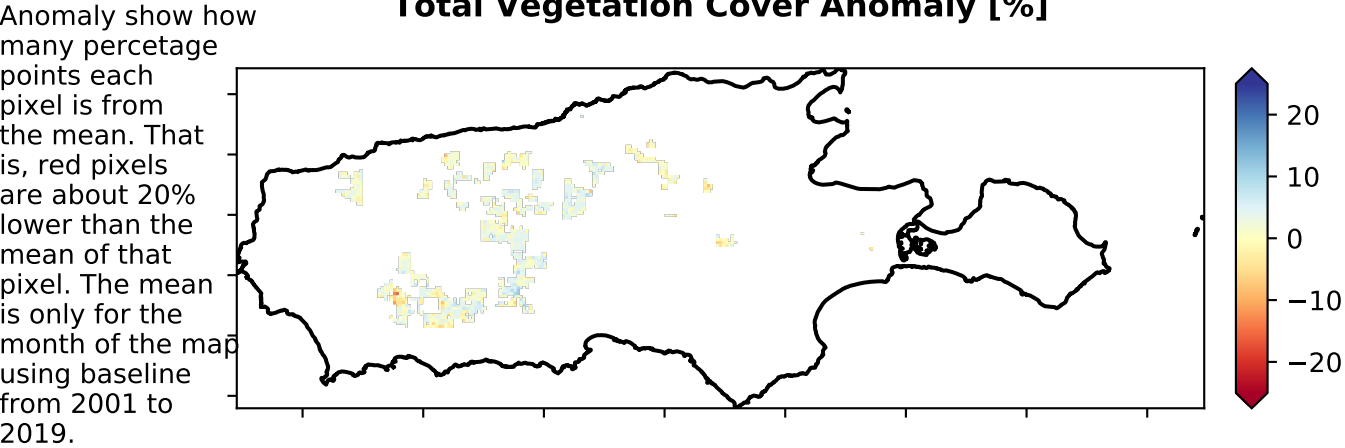 Total Vegetation Cover Anomaly [%]
Anomaly show how
many percetage
points each
pixel is from
the mean. That
is, red pixels
are about 20%
lower than the
mean of that
pixel. The mean
is only for the
month of the map
using baseline
from 2001 to
2019.
20
10
0
−10
−20